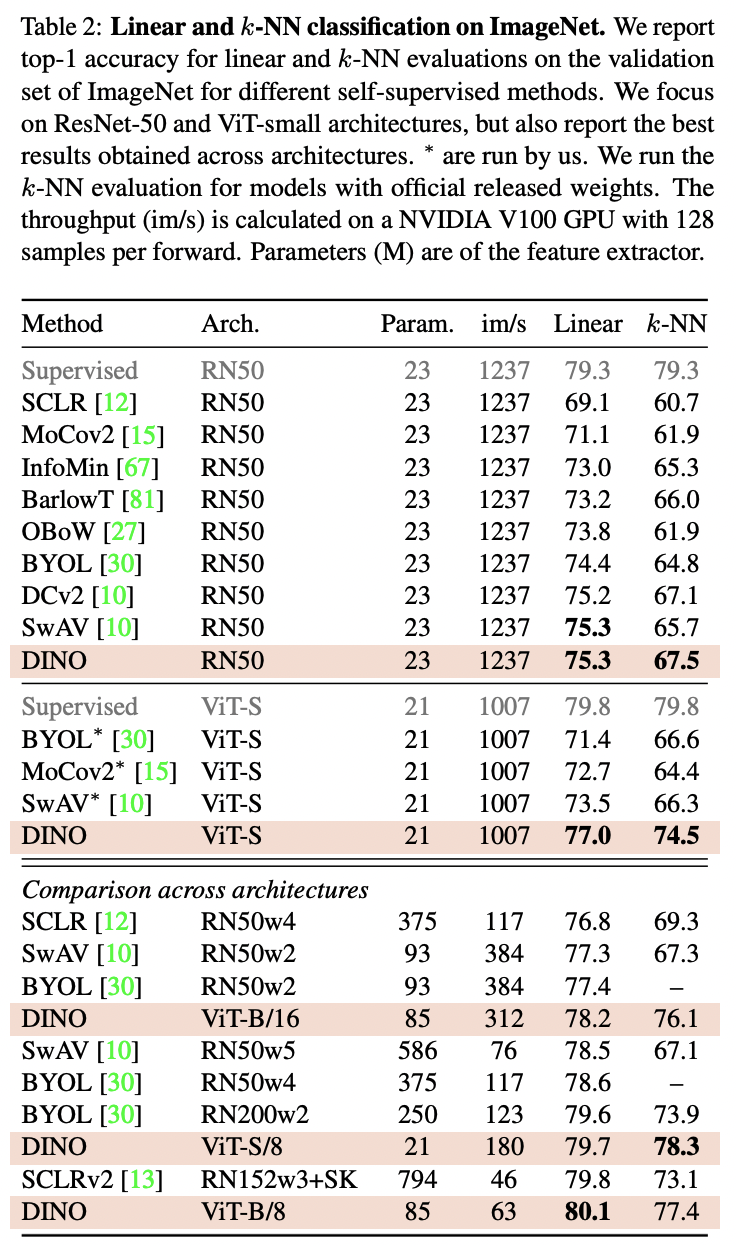 Table 2: Linear and k-NN classification on ImageNet. We report
top-1 accuracy for linear and k-NN evaluations on the validation
set of ImageNet for different self-supervised methods. We focus
on ResNet-50 and ViT-small architectures, but also report the best
results obtained across architectures. * are run by us. We run the
k-NN evaluation for models with official released weights. The
throughput (im/s) is calculated on a NVIDIA V100 GPU with 128
samples per forward. Parameters (M) are of the feature extractor.
Method Arch. Param. im/s Linear k-NN
Supervised RN50 23 1237 79.3 79.3
SCLR [12] RN50 23 1237 69.1 60.7
MoCov2 [15] RN50 23 1237 71.1 61.9
InfoMin [67] RN50 23 1237 73.0 65.3
BarlowT [81] RN50 23 1237 73.2 66.0
OBoW [27] RN50 23 1237 73.8 61.9
BYOL [30] RN50 23 1237 74.4 64.8
DCv2 [10] RN50 23 1237 75.2 67.1
SwAV [10] RN50 23 1237 75.3 65.7
DINO RN50 23 1237 75.3 67.5
Supervised ViT-S 21 1007 79.8 79.8
BYOL* [30] ViT-S 21 1007 71.4 66.6
MoCov2* [15] ViT-S 21 1007 72.7 64.4
SwAV* [10] ViT-S 21 1007 73.5 66.3
DINO ViT-S 21 1007 77.0 74.5
Comparison across architectures
SCLR [12] RN50w4 375 117 76.8 69.3
SwAV [10] RN50w2 93 384 77.3 67.3
BYOL [30] RN50w2 93 384 77.4 –
DINO ViT-B/16 85 312 78.2 76.1
SwAV [10] RN50w5 586 76 78.5 67.1
BYOL [30] RN50w4 375 117 78.6 –
BYOL [30] RN200w2 250 123 79.6 73.9
DINO ViT-S/8 21 180 79.7 78.3
SCLRv2 [13] RN152w3+SK 794 46 79.8 73.1
DINO ViT-B/8 85 63 80.1 77.4